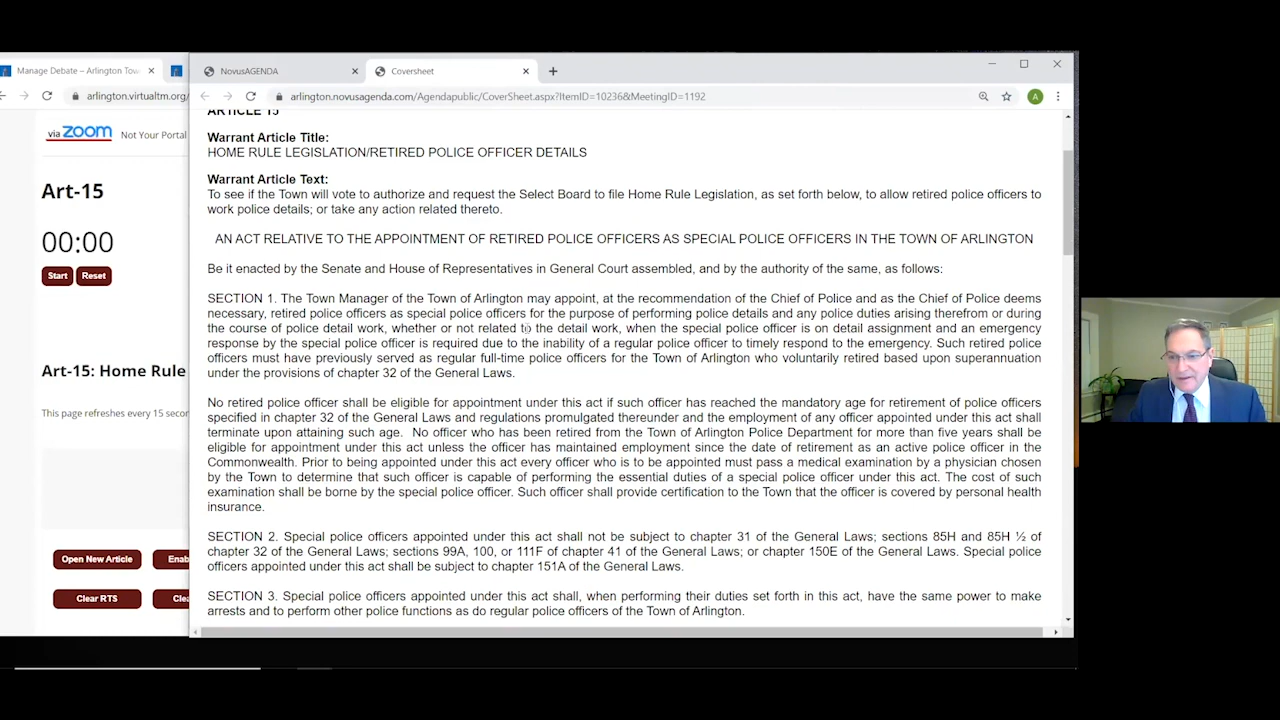 Manage Debate – Arlington Tow
arlington.virtualtm.org/
via zoom Not Your Portal
Art-15
00:00
Start Reset
Art-15: Home Rule
This page refreshes every 15 secon
Open New Article Enab
Clear RTS Clea
NovusAGENDA Coversheet
arlington.novusagenda.com/Agendapublic/CoverSheet.aspx?ItemID=10236&MeetingID=1192
A
ARTICLE 15
Warrant Article Title:
HOME RULE LEGISLATION/RETIRED POLICE OFFICER DETAILS
Warrant Article Text:
To see if the Town will vote to authorize and request the Select Board to file Home Rule Legislation, as set forth below, to allow retired police officers to
work police details; or take any action related thereto.
AN ACT RELATIVE TO THE APPOINTMENT OF RETIRED POLICE OFFICERS AS SPECIAL POLICE OFFICERS IN THE TOWN OF ARLINGTON
Be it enacted by the Senate and House of Representatives in General Court assembled, and by the authority of the same, as follows:
SECTION 1. The Town Manager of the Town of Arlington may appoint, at the recommendation of the Chief of Police and as the Chief of Police deems
necessary, retired police officers as special police officers for the purpose of performing police details and any police duties arising therefrom or during
the course of police detail work, whether or not related to the detail work, when the special police officer is on detail assignment and an emergency
response by the special police officer is required due to the inability of a regular police officer to timely respond to the emergency. Such retired police
officers must have previously served as regular full-time police officers for the Town of Arlington who voluntarily retired based upon superannuation
under the provisions of chapter 32 of the General Laws.
No retired police officer shall be eligible for appointment under this act if such officer has reached the mandatory age for retirement of police officers
specified in chapter 32 of the General Laws and regulations promulgated thereunder and the employment of any officer appointed under this act shall
terminate upon attaining such age. No officer who has been retired from the Town of Arlington Police Department for more than five years shall be
eligible for appointment under this act unless the officer has maintained employment since the date of retirement as an active police officer in the
Commonwealth. Prior to being appointed under this act every officer who is to be appointed must pass a medical examination by a physician chosen
by the Town to determine that such officer is capable of performing the essential duties of a special police officer under this act. The cost of such
examination shall be borne by the special police officer. Such officer shall provide certification to the Town that the officer is covered by personal health
insurance.
SECTION 2. Special police officers appointed under this act shall not be subject to chapter 31 of the General Laws; sections 85H and 85H ½ of
chapter 32 of the General Laws; sections 99A, 100, or 111F of chapter 41 of the General Laws; or chapter 150E of the General Laws. Special police
officers appointed under this act shall be subject to chapter 151A of the General Laws.
SECTION 3. Special police officers appointed under this act shall, when performing their duties set forth in this act, have the same power to make
arrests and to perform other police functions as do regular police officers of the Town of Arlington.